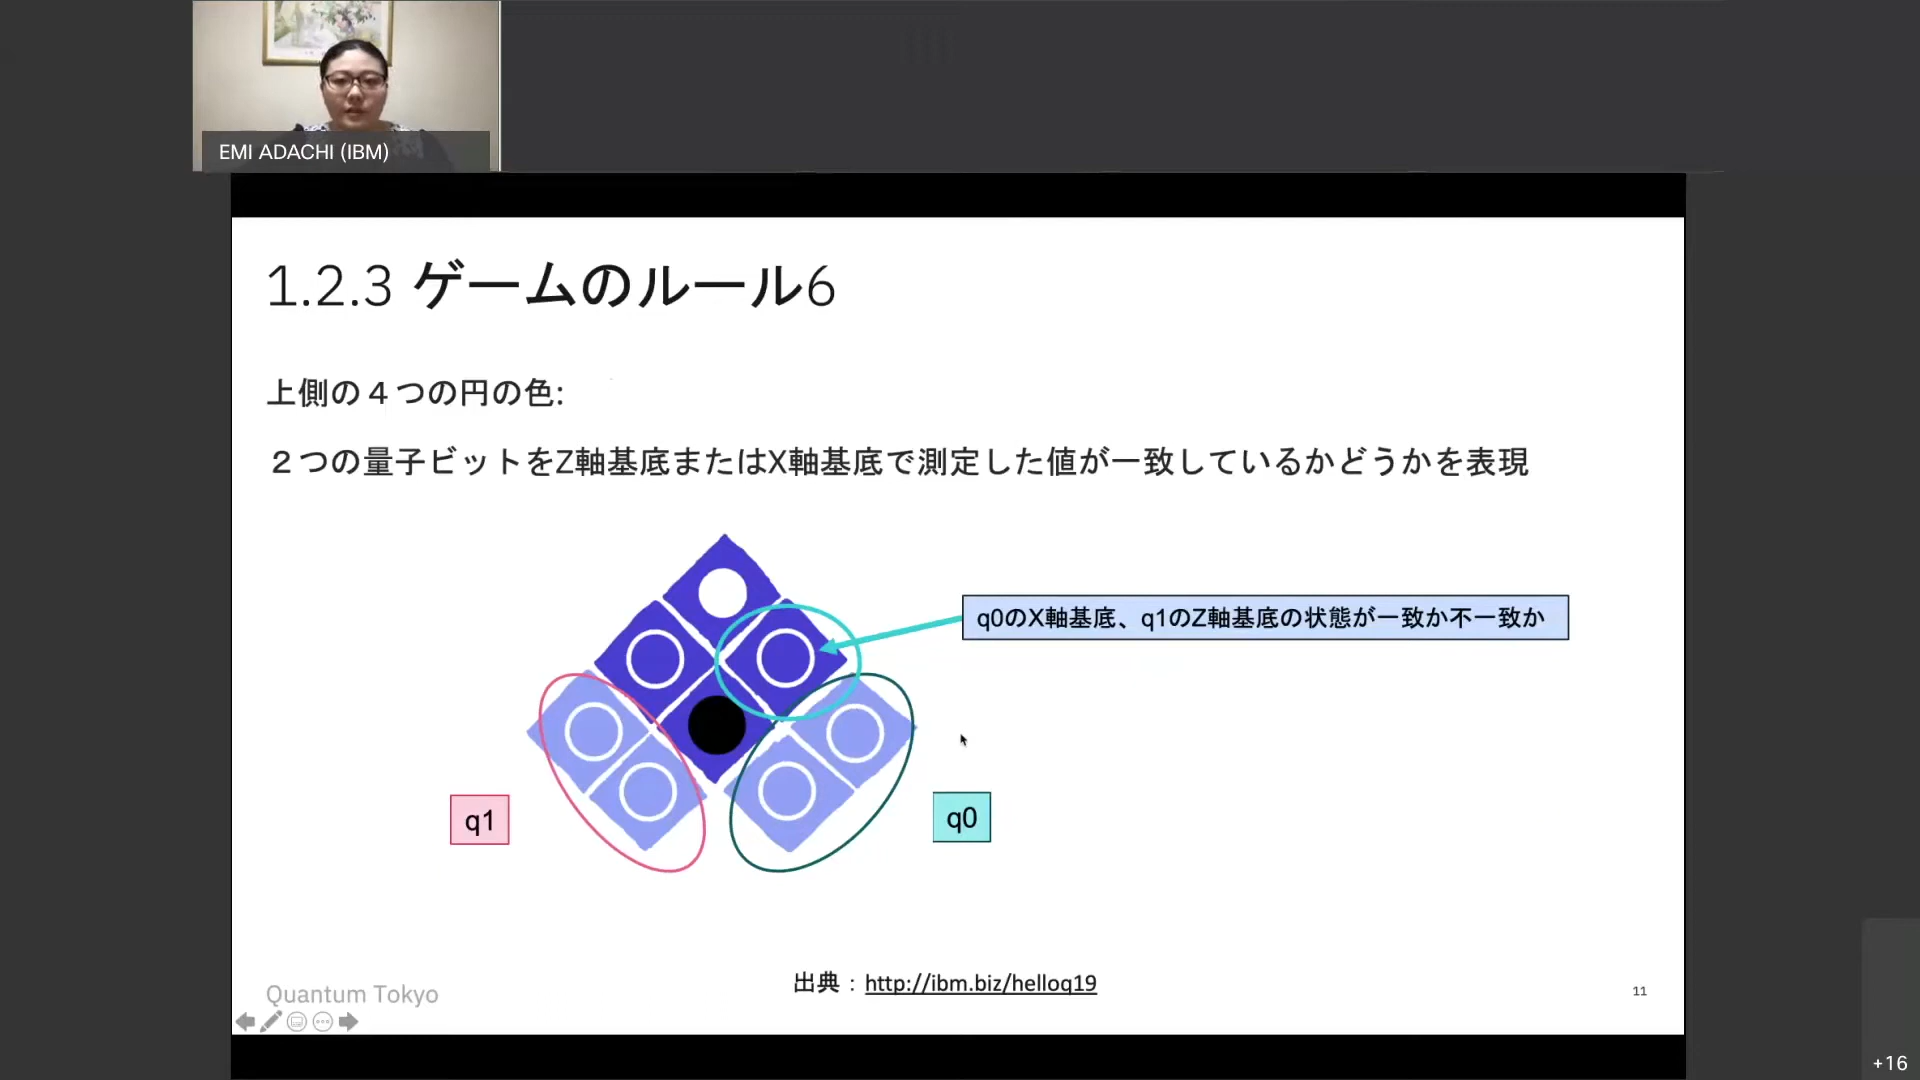 EMI ADACHI (IBM)
1.2.3 ゲームのルール6
上側の４つの円の色:
２つの量子ビットをZ軸基底またはX軸基底で測定した値が一致しているかどうかを表現
q0のX軸基底、q1のZ軸基底の状態が一致か不一致か
q1
q0
出典：http://ibm.biz/helloq19
Quantum Tokyo
11
+16